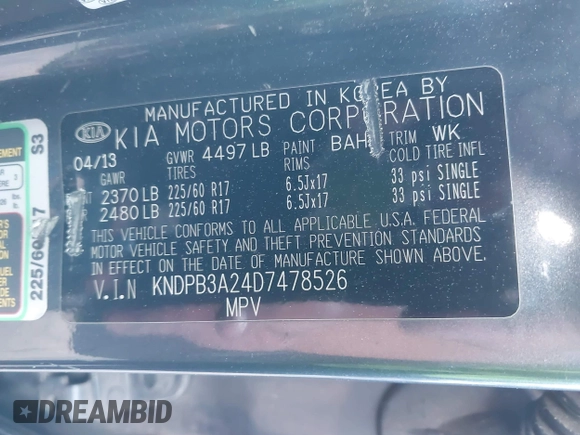 MANUFACTURED IN KOREA BY
KIA KIA MOTORS CORPORATION
04/13 GVWR 4497 LB PAINT BAH TRIM WK
GAWR TIRES RIMS COLD TIRE INFL
2370 LB 225/60 R17 6.5Jx17 33 psi SINGLE
2480 LB 225/60 R17 6.5Jx17 33 psi SINGLE
THIS VEHICLE CONFORMS TO ALL APPLICABLE U.S.A. FEDERAL
MOTOR VEHICLE SAFETY AND THEFT PREVENTION STANDARDS
IN EFFECT ON THE DATE OF MANUFACTURE SHOWN ABOVE.
V.I.N KNDPB3A24D7478526
MPV
S3
DREAMBID